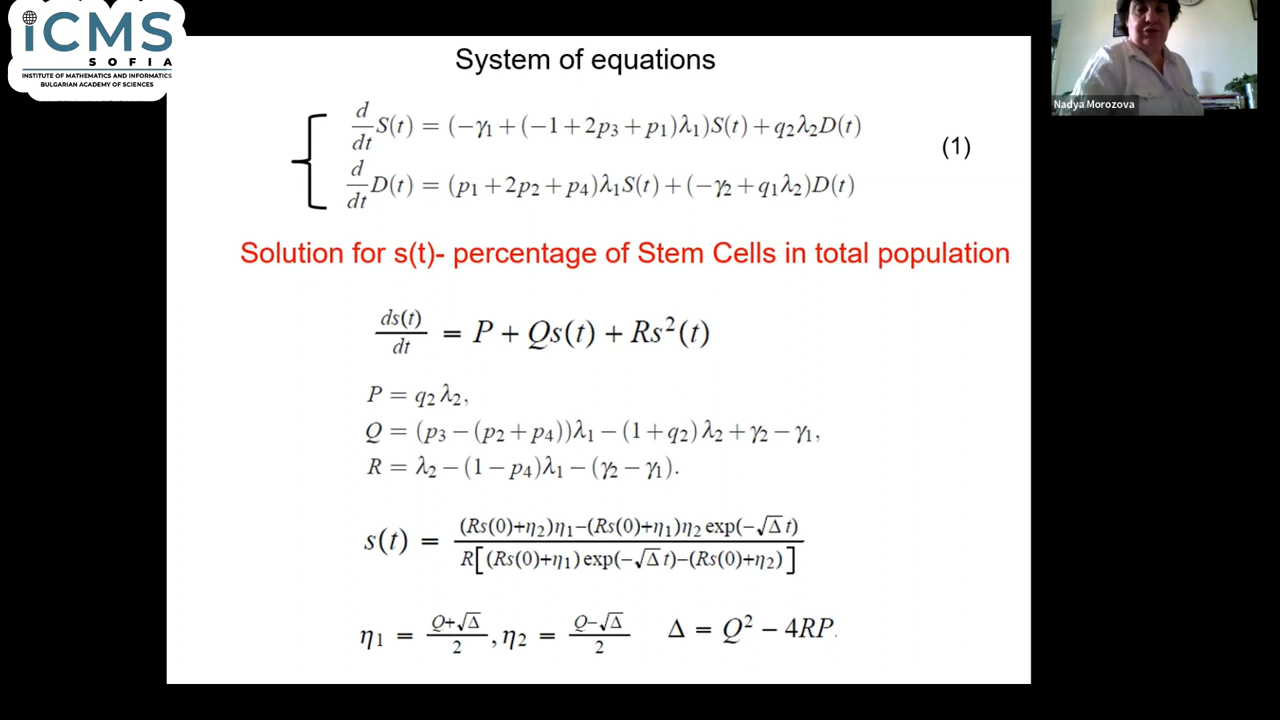 iCMS
SOFIA
INSTITUTE OF MATHEMATICS AND INFORMATICS
BULGARIAN ACADEMY OF SCIENCES
Nadya Morozova
System of equations
d/dt S(t) = (−γ₁ + (−1 + 2p₃ + p₁)λ₁)S(t) + q₂λ₂D(t)
(1)
d/dt D(t) = (p₁ + 2p₂ + p₄)λ₁S(t) + (−γ₂ + q₁λ₂)D(t)
Solution for s(t)- percentage of Stem Cells in total population
ds(t)/dt = P + Qs(t) + Rs²(t)
P = q₂λ₂,
Q = (p₃ − (p₂ + p₄))λ₁ − (1 + q₂)λ₂ + γ₂ − γ₁,
R = λ₂ − (1 − p₄)λ₁ − (γ₂ − γ₁).
s(t) = (Rs(0)+η₂)η₁−(Rs(0)+η₁)η₂ exp(−√Δ t) / R[(Rs(0)+η₁)exp(−√Δ t)−(Rs(0)+η₂)]
η₁ = Q+√Δ/2, η₂ = Q−√Δ/2 Δ = Q² − 4RP.